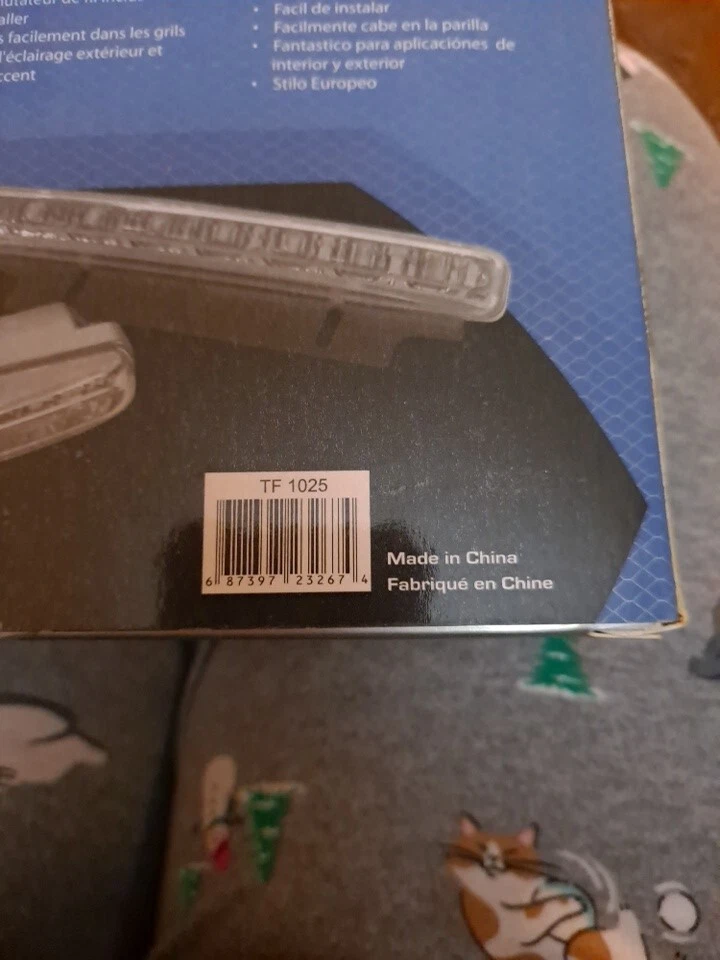 aller
s facilement dans les grils
l'éclairage extérieur et
ccent
• Facil de instalar
• Facilmente cabe en la parilla
• Fantastico para aplicaciónes de
interior y exterior
• Stilo Europeo
TF 1025
6 87397 23267 4
Made in China
Fabriqué en Chine